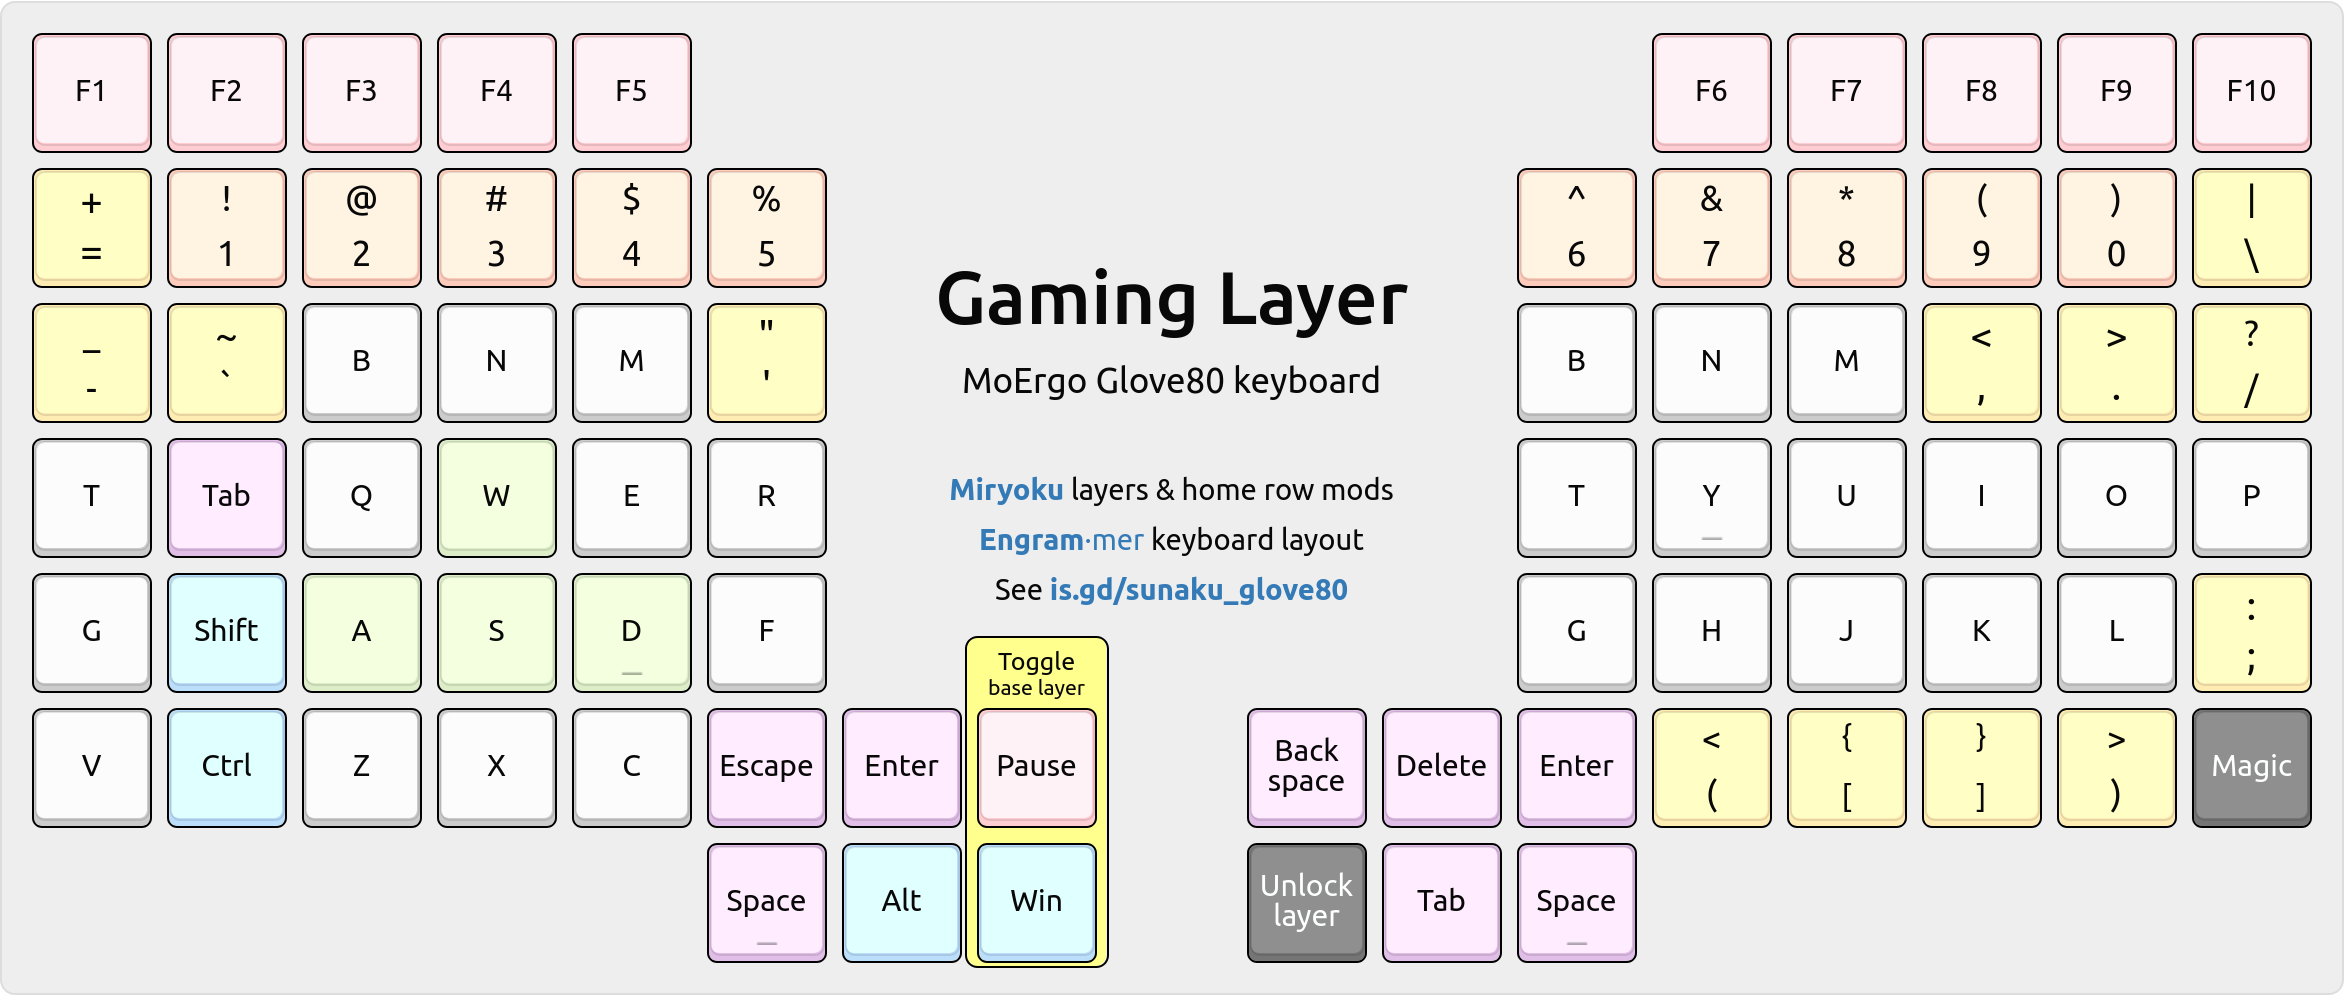 F1 F2 F3 F4 F5 F6 F7 F8 F9 F10
+ ! @ # $ % ^ & * ( ) |
= 1 2 3 4 5 6 7 8 9 0 \
Gaming Layer
_ ~ " < > ?
- ` B N M ' B N M , . /
MoErgo Glove80 keyboard
T Tab Q W E R T Y U I O P
_
Miryoku layers & home row mods
Engram·mer keyboard layout
See is.gd/sunaku_glove80
G Shift A S D F G H J K L :
_ ;
Toggle
base layer
V Ctrl Z X C Escape Enter Pause Back space Delete Enter < { } > Magic
( [ ] )
Space Alt Win Unlock layer Tab Space
_ _